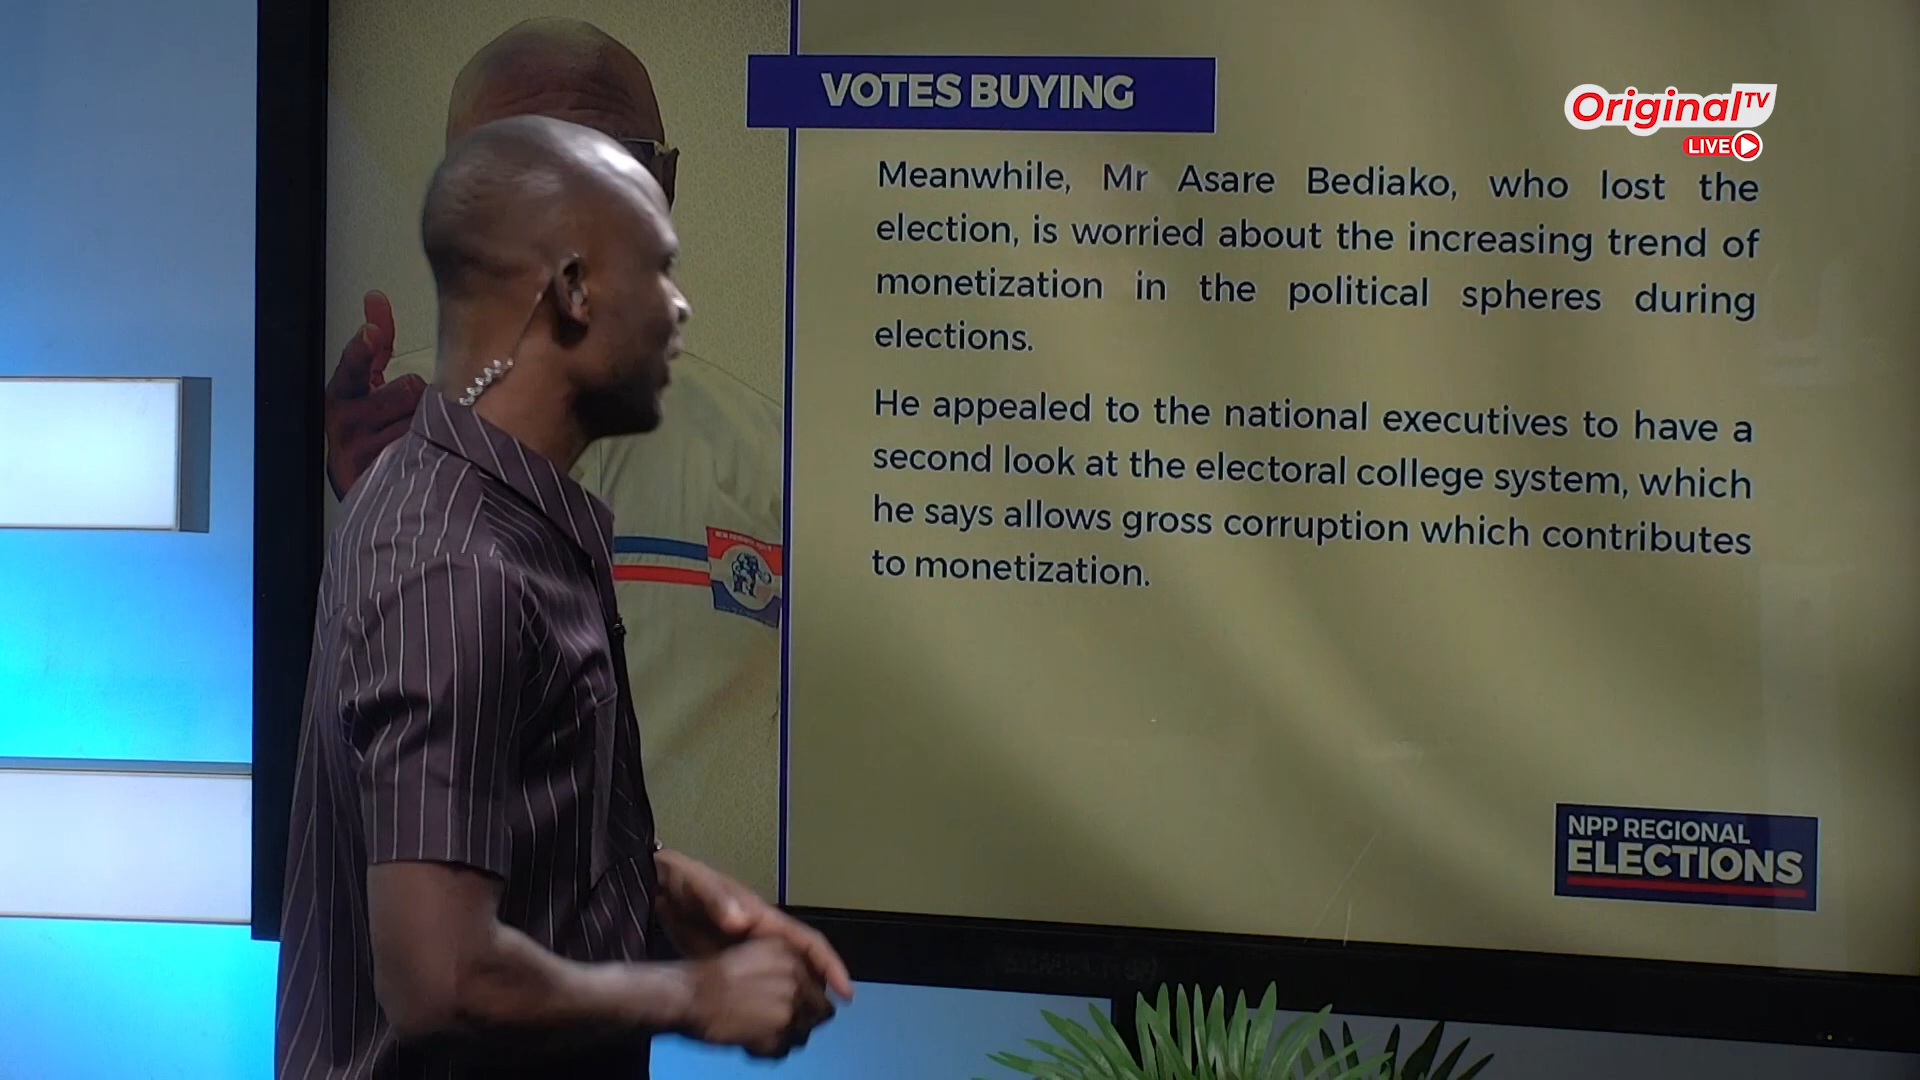 VOTES BUYING
Original TV
LIVE
Meanwhile, Mr Asare Bediako, who lost the
election, is worried about the increasing trend of
monetization in the political spheres during
elections.
He appealed to the national executives to have a
second look at the electoral college system, which
he says allows gross corruption which contributes
to monetization.
NPP REGIONAL
ELECTIONS